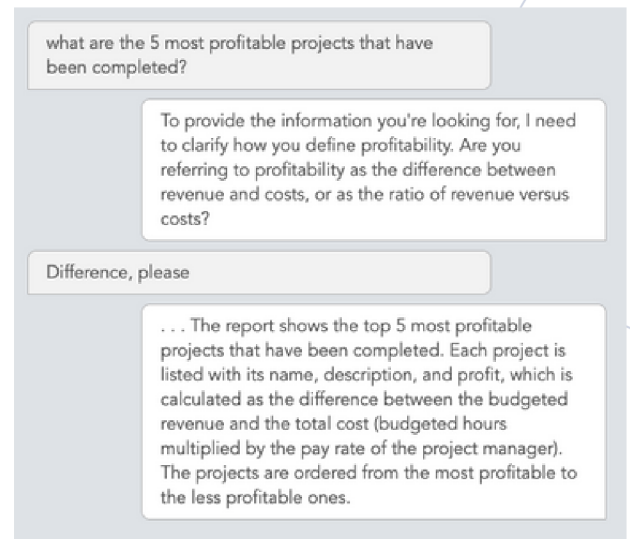 what are the 5 most profitable projects that have
been completed?
To provide the information you're looking for, I need
to clarify how you define profitability. Are you
referring to profitability as the difference between
revenue and costs, or as the ratio of revenue versus
costs?
Difference, please
. . . The report shows the top 5 most profitable
projects that have been completed. Each project is
listed with its name, description, and profit, which is
calculated as the difference between the budgeted
revenue and the total cost (budgeted hours
multiplied by the pay rate of the project manager).
The projects are ordered from the most profitable to
the less profitable ones.